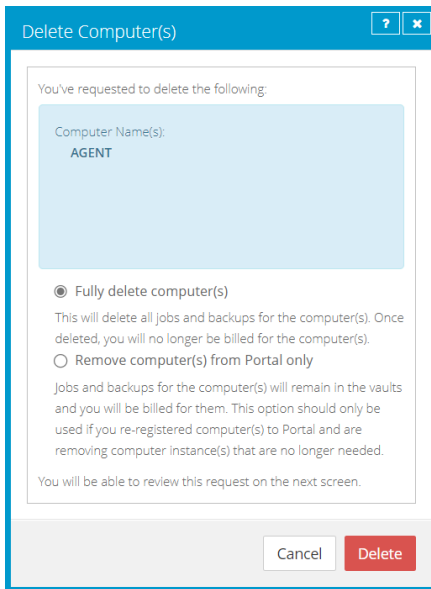 Delete Computer(s)
?
×
You've requested to delete the following:
Computer Name(s):
AGENT
Fully delete computer(s)
This will delete all jobs and backups for the computer(s). Once
deleted, you will no longer be billed for the computer(s).
Remove computer(s) from Portal only
Jobs and backups for the computer(s) will remain in the vaults
and you will be billed for them. This option should only be
used if you re-registered computer(s) to Portal and are
removing computer instance(s) that are no longer needed.
You will be able to review this request on the next screen.
Cancel
Delete